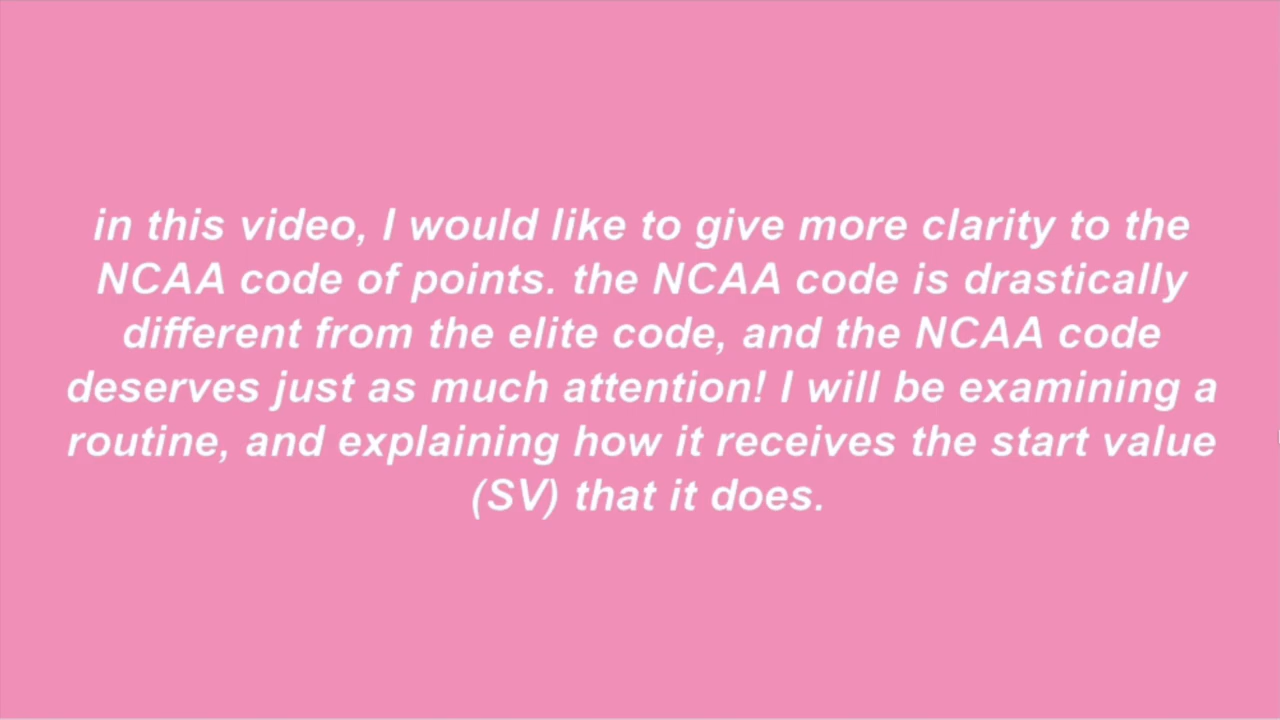 in this video, I would like to give more clarity to the
NCAA code of points. the NCAA code is drastically
different from the elite code, and the NCAA code
deserves just as much attention! I will be examining a
routine, and explaining how it receives the start value
(SV) that it does.